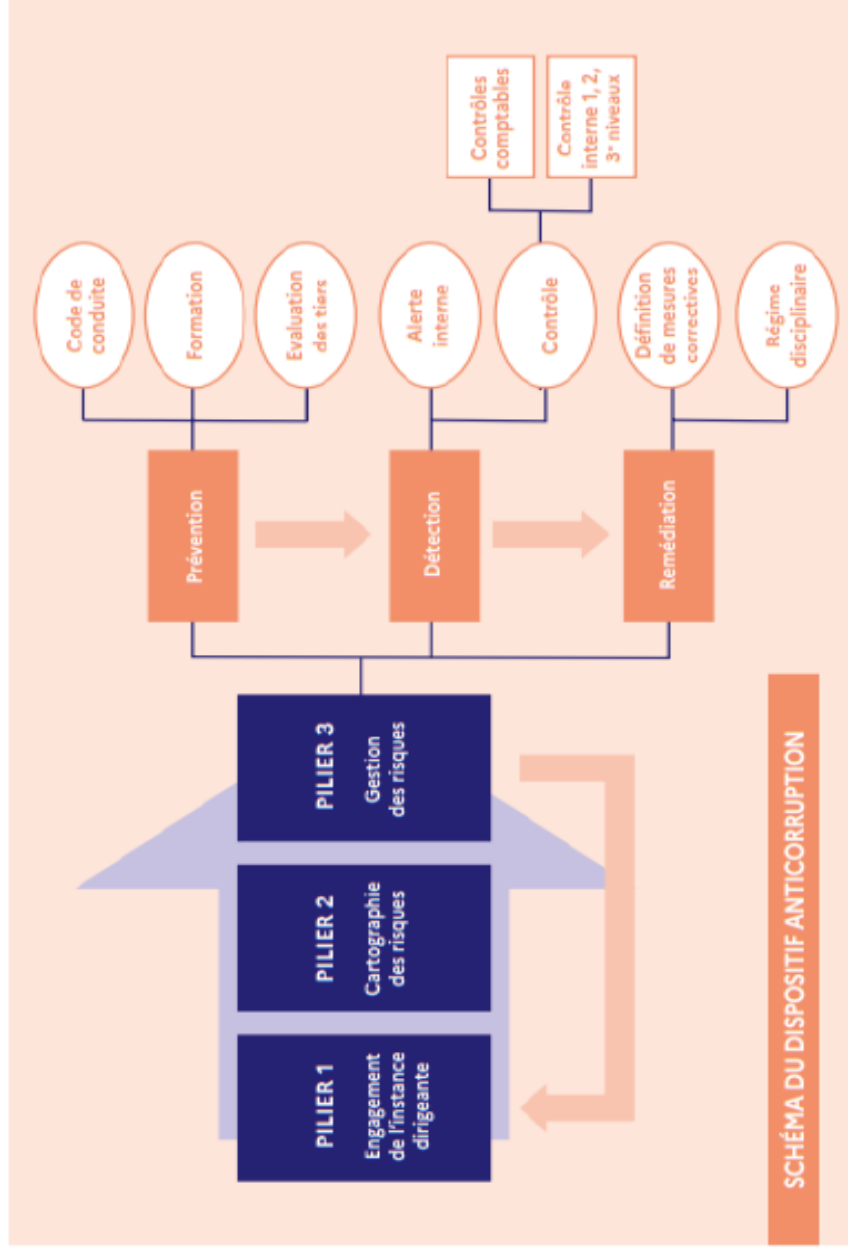 PILIER 1
Engagement
de l'instance
dirigeante
PILIER 2
Cartographie
des risques
PILIER 3
Gestion
des risques
Prévention
Code de
conduite
Formation
Evaluation
des tiers
Détection
Alerte
interne
Contrôle
Contrôles
comptables
Contrôle
interne 1, 2,
3e niveaux
Remédiation
Définition
de mesures
correctives
Régime
disciplinaire
SCHÉMA DU DISPOSITIF ANTICORRUPTION